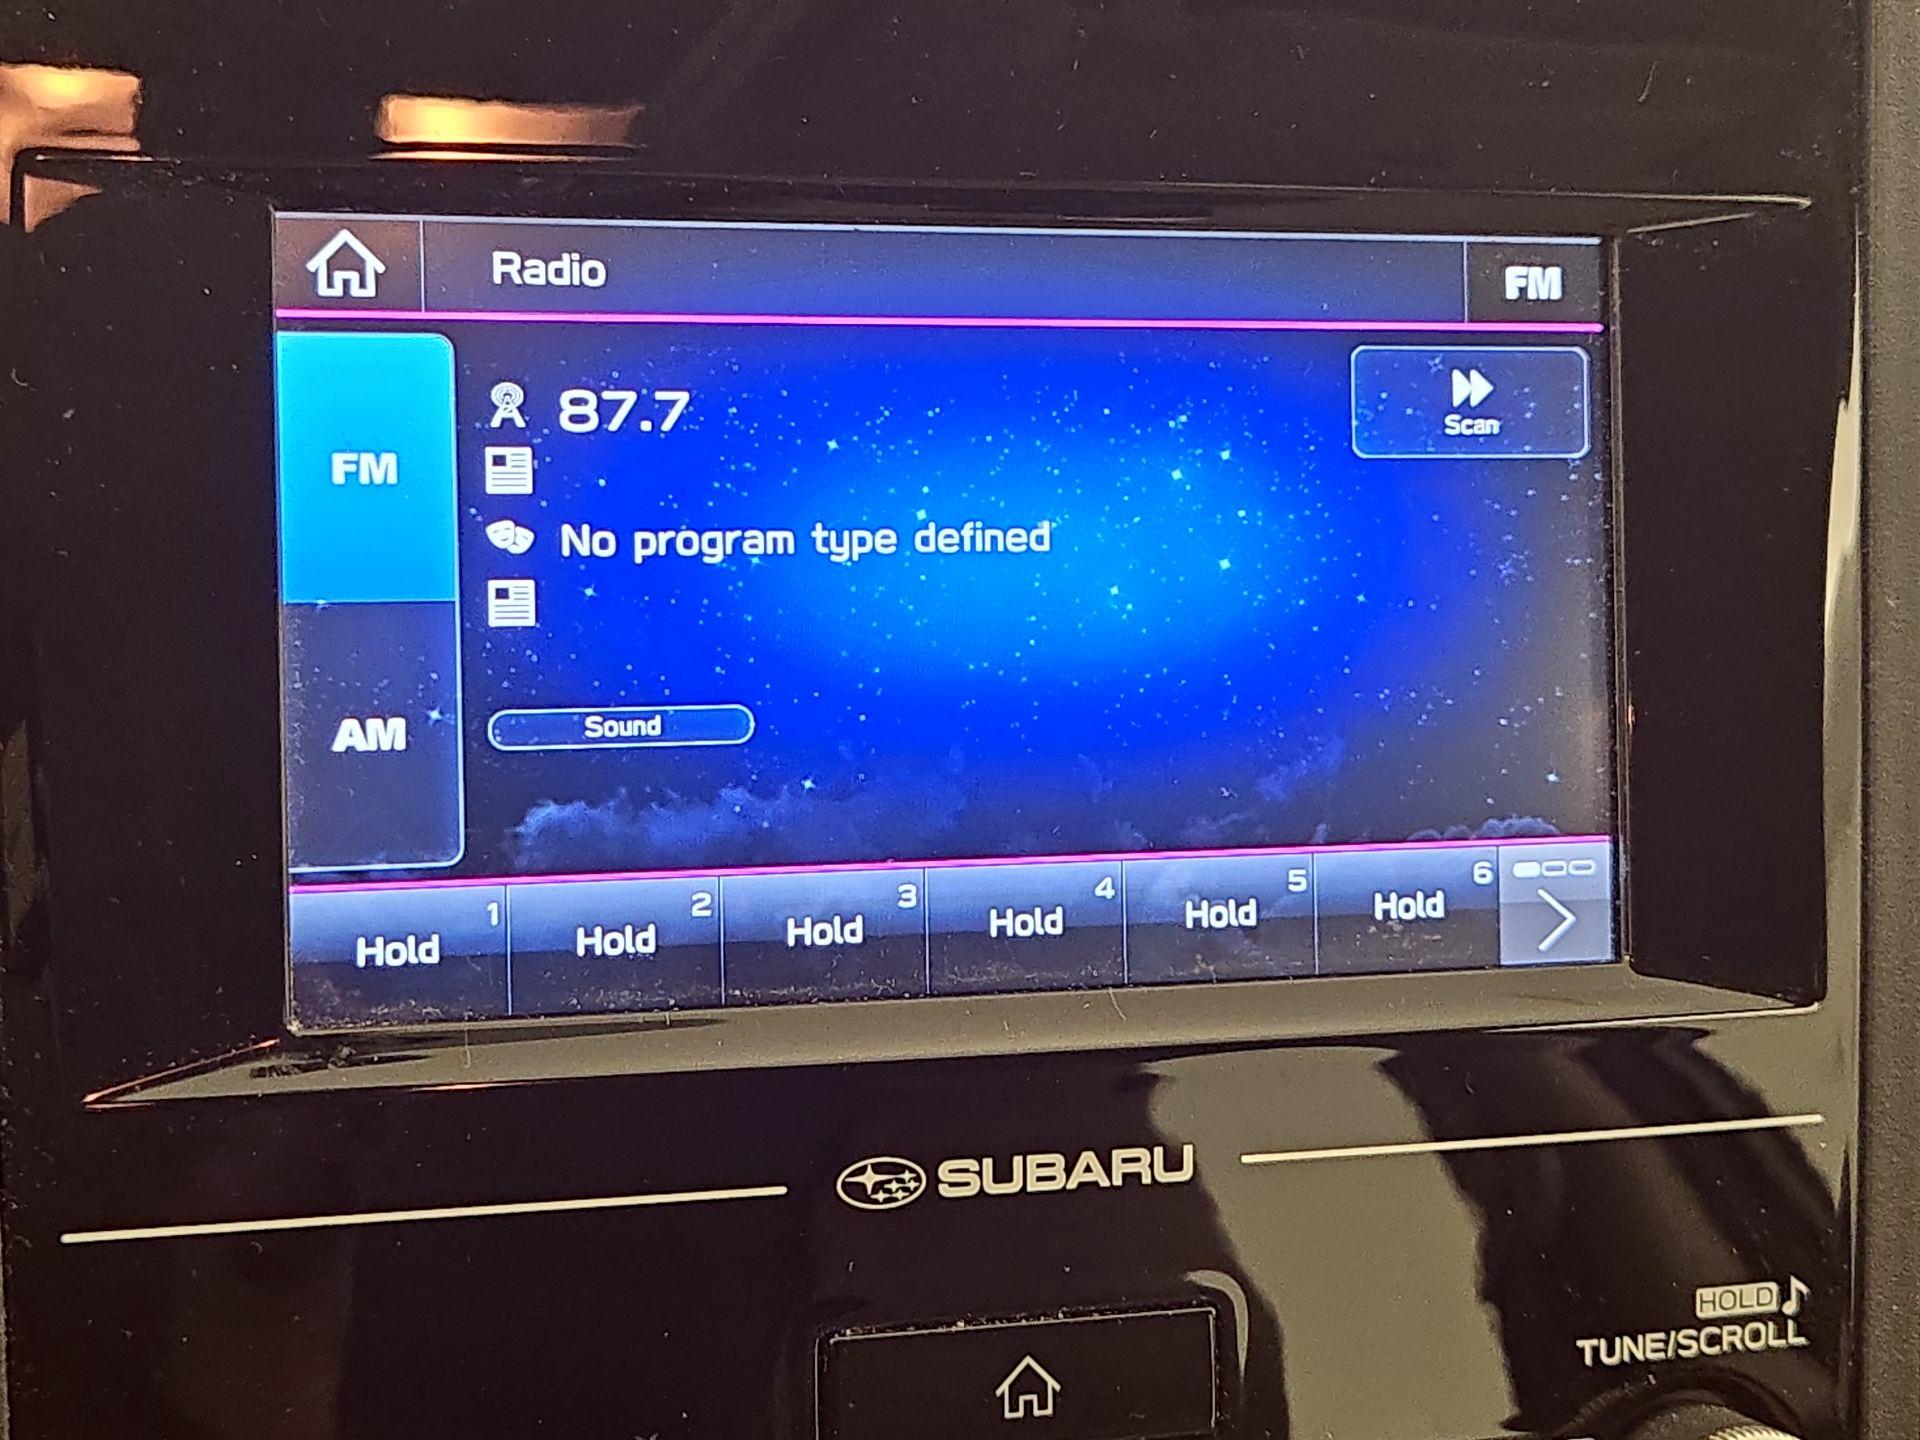 Radio
FM
FM
87.7
Scan
No program type defined
AM
Sound
1
Hold
2
Hold
3
Hold
4
Hold
5
Hold
6
Hold
SUBARU
HOLD
TUNE/SCROLL